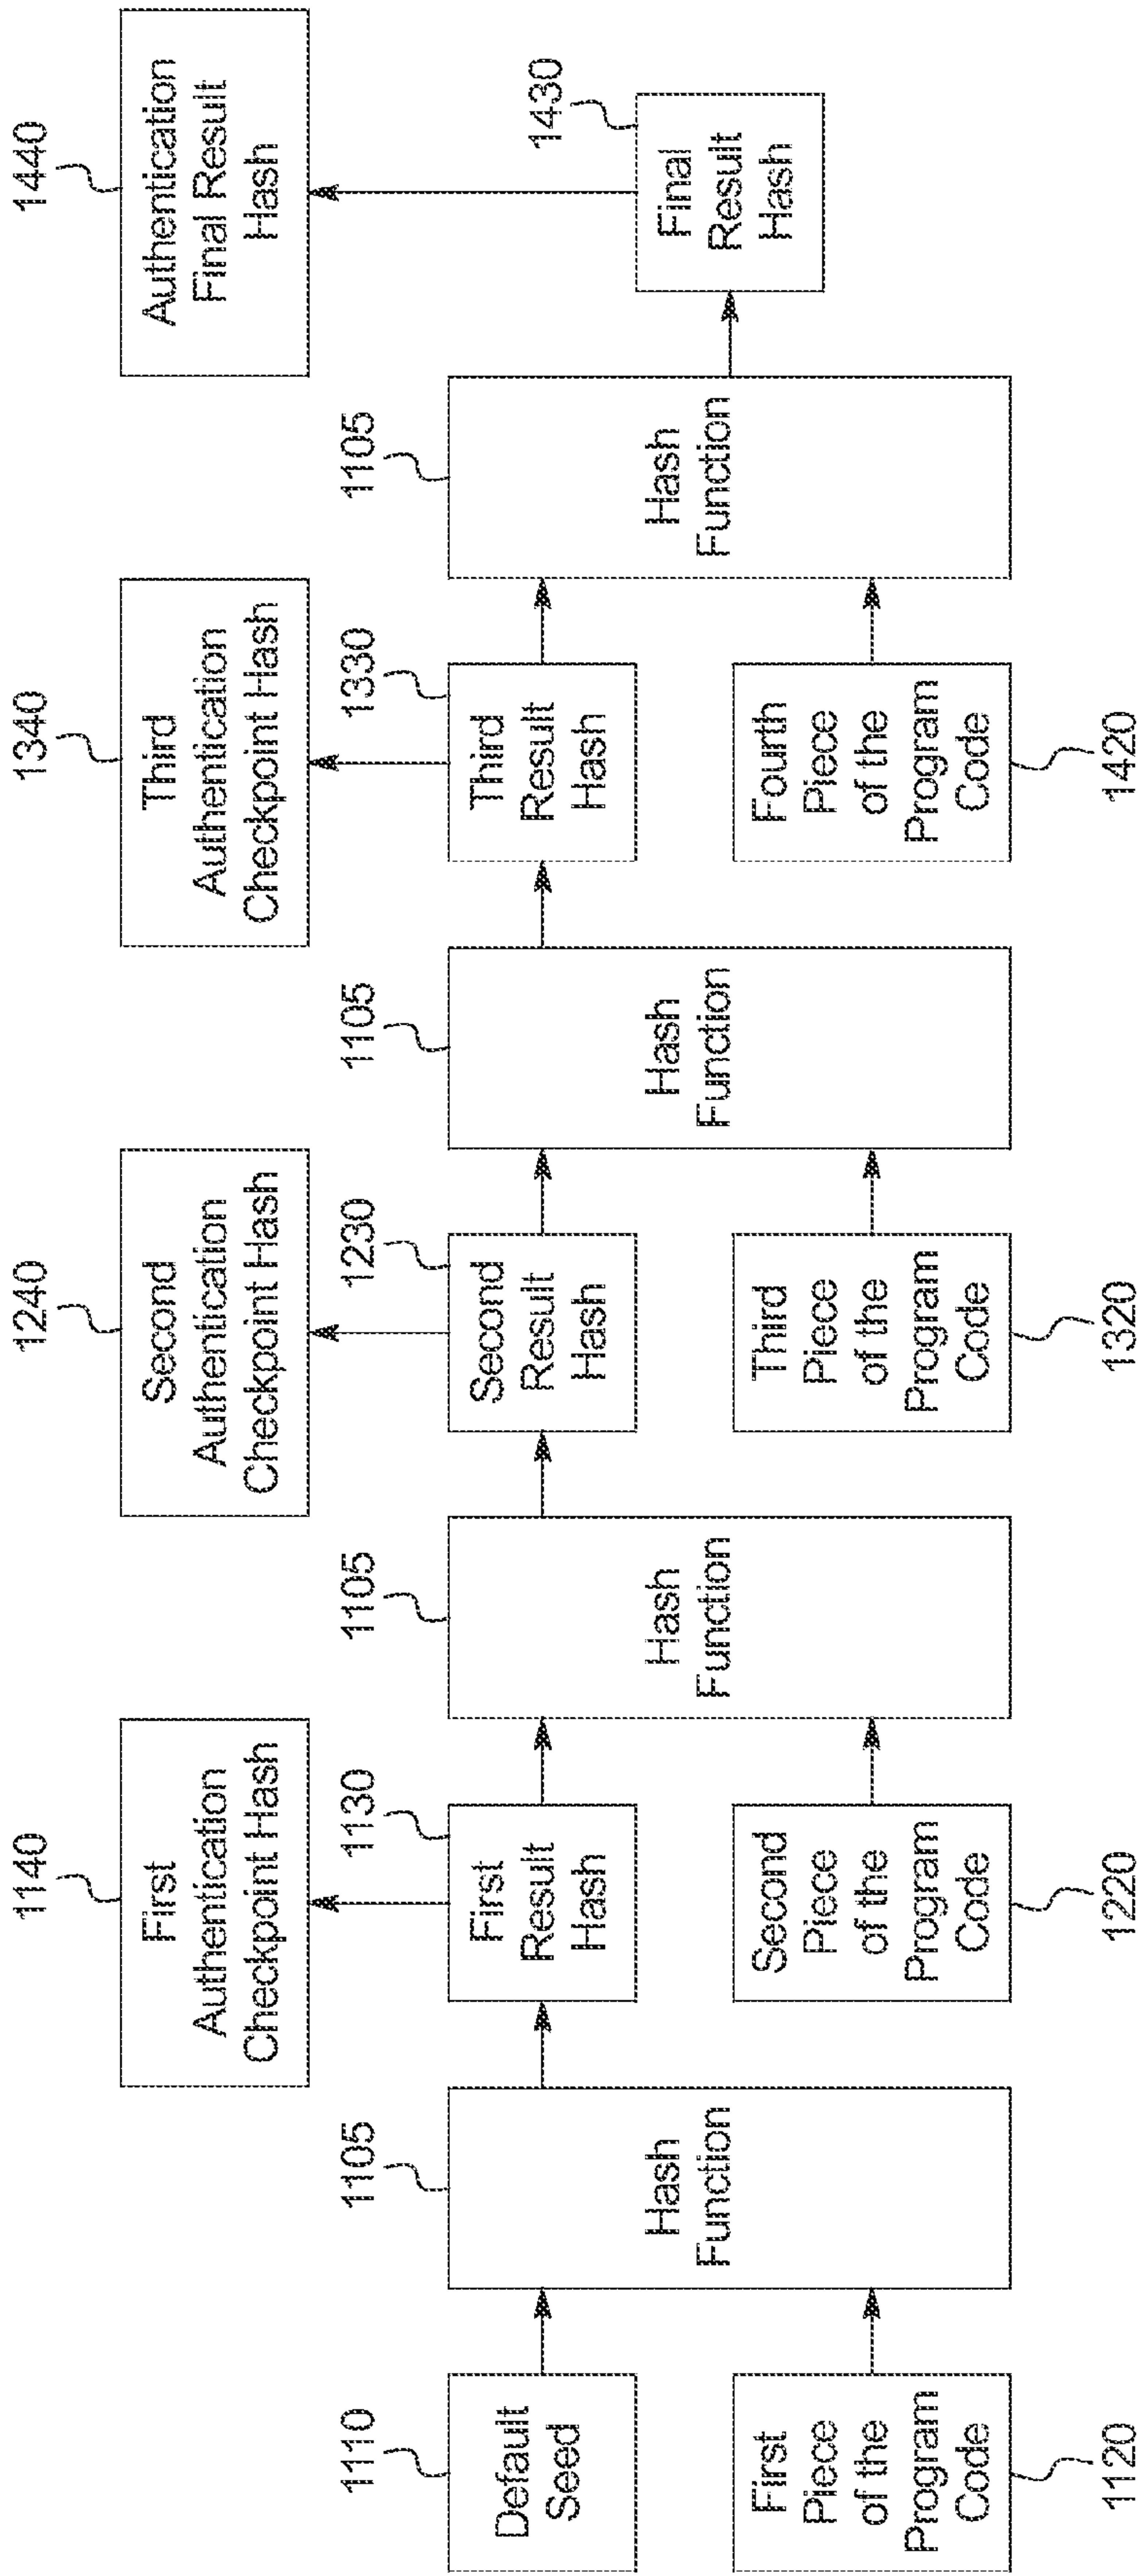 1140
First
Authentication
Checkpoint Hash
1240
Second
Authentication
Checkpoint Hash
1340
Third
Authentication
Checkpoint Hash
1440
Authentication
Final Result
Hash
1110
Default
Seed
1105
Hash
Function
1130
First
Result
Hash
1105
Hash
Function
1230
Second
Result
Hash
1105
Hash
Function
1330
Third
Result
Hash
1105
Hash
Function
1430
Final
Result
Hash
First
Piece
of the
Program
Code
1120
Second
Piece
of the
Program
Code
1220
Third
Piece
of the
Program
Code
1320
Fourth
Piece
of the
Program
Code
1420